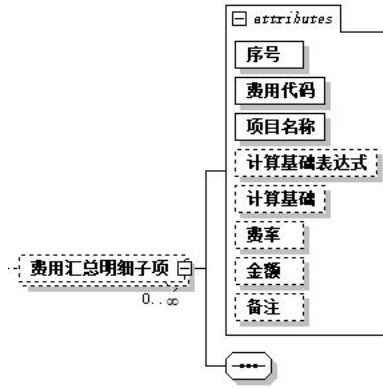 attributes
序号
费用代码
项目名称
计算基础表达式
计算基础
费率
费用汇总明细子项
金额
0..∞
备注